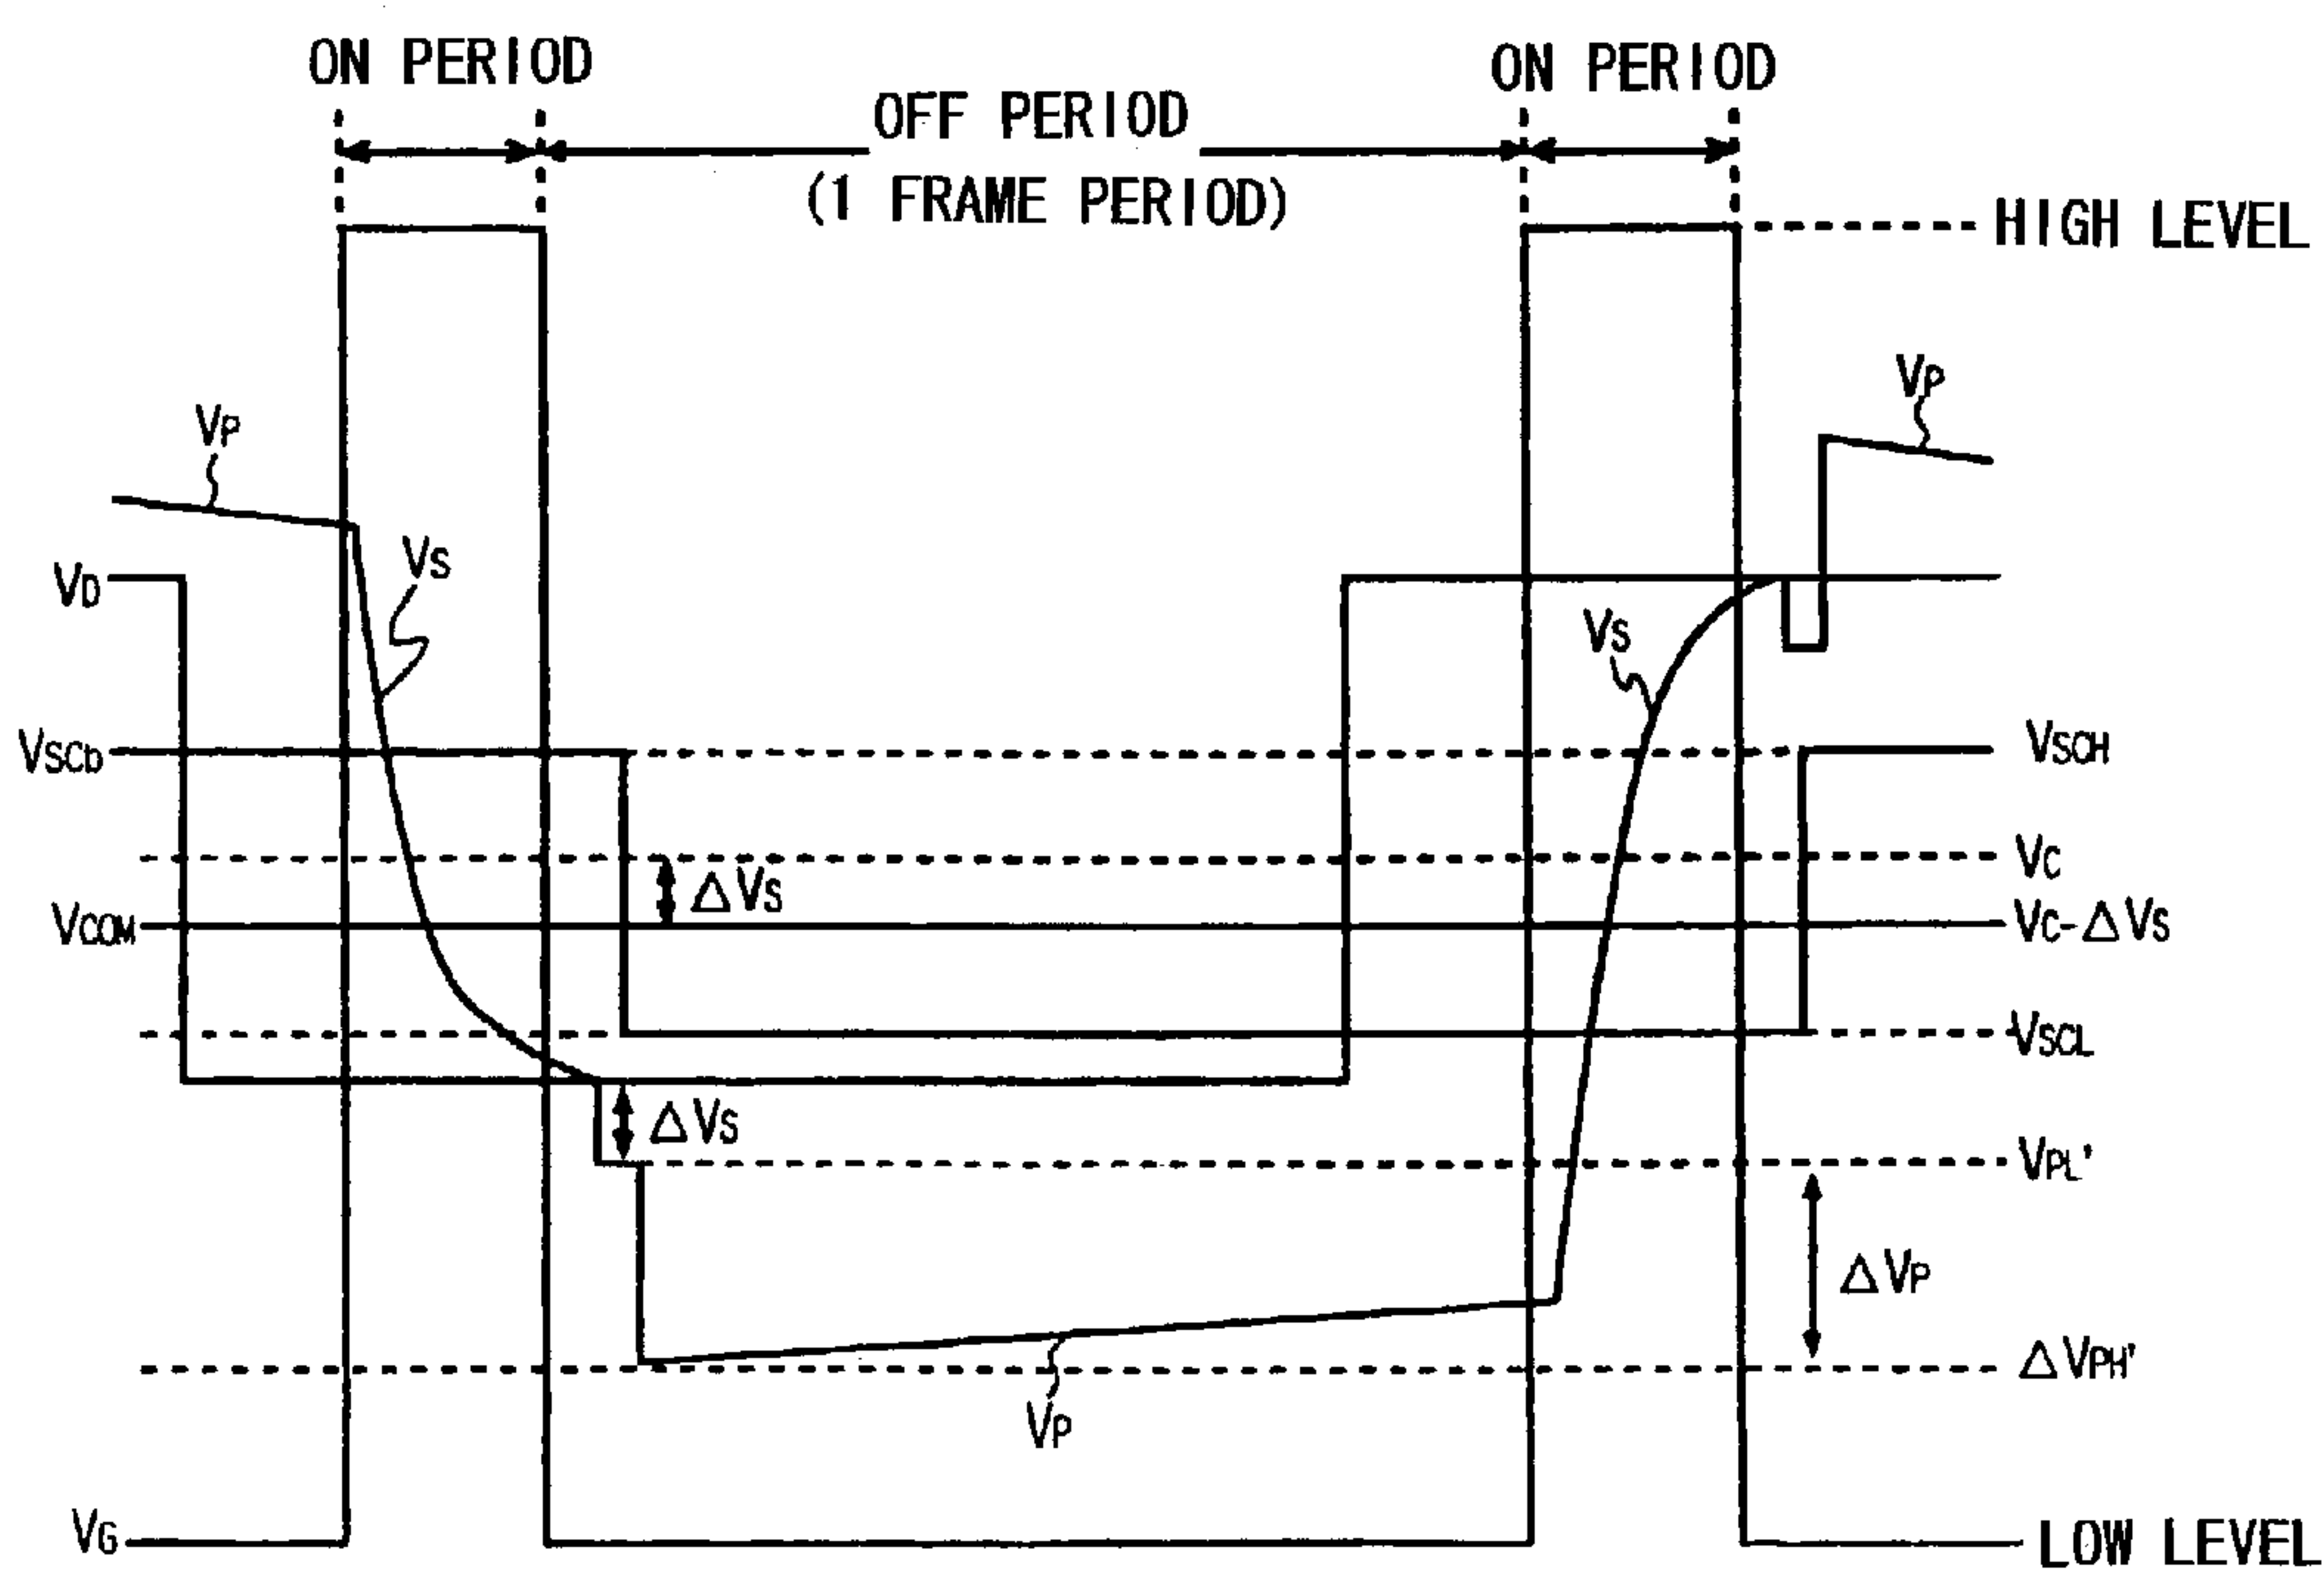 ON PERIOD
ON PERIOD
OFF PERIOD
(1 FRAME PERIOD)
HIGH LEVEL
VP
VP
VS
VD
VS
VSCb
VSCH
VC
ΔVS
VCOM
VC-ΔVS
VSCL
ΔVS
VPL'
ΔVP
ΔVPH'
VP
VG
LOW LEVEL